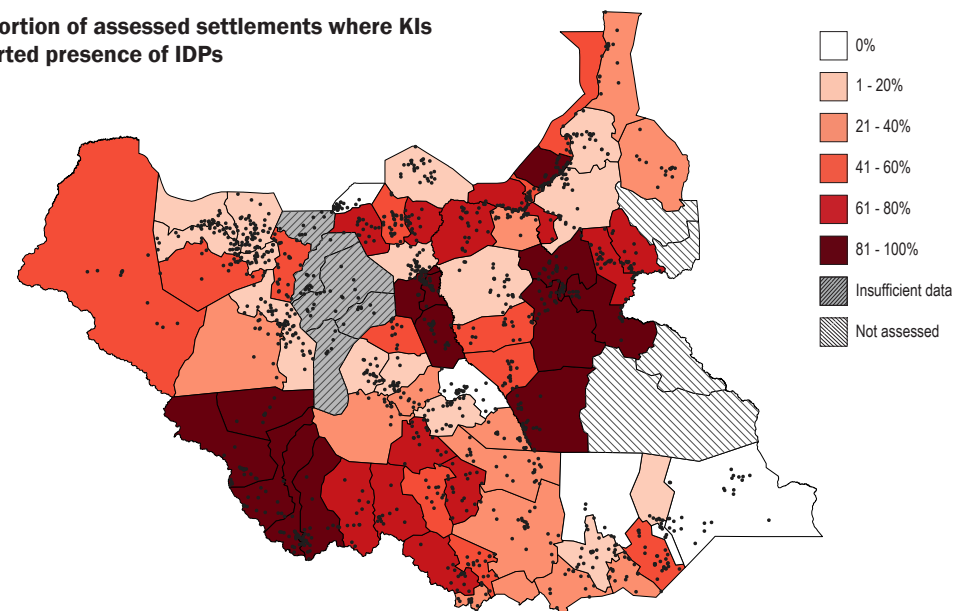 ortion of assessed settlements where KIs
rted presence of IDPs
0%
1 - 20%
21 - 40%
41 - 60%
61 - 80%
81 - 100%
Insufficient data
Not assessed